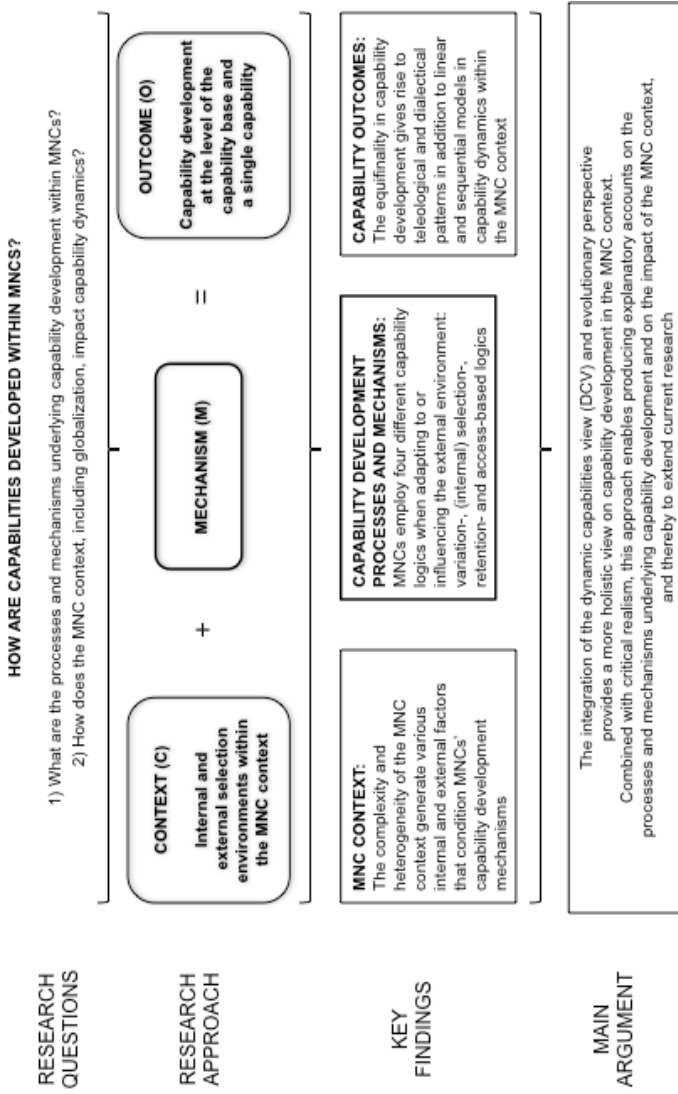 HOW ARE CAPABILITIES DEVELOPED WITHIN MNCS?
RESEARCH
QUESTIONS
1) What are the processes and mechanisms underlying capability development within MNCs?
2) How does the MNC context, including globalization, impact capability dynamics?
RESEARCH
APPROACH
CONTEXT (C)
Internal and
external selection
environments within
the MNC context
+
MECHANISM (M)
=
OUTCOME (O)
Capability development
at the level of the
capability base and
a single capability
KEY
FINDINGS
MNC CONTEXT:
The complexity and
heterogeneity of the MNC
context generate various
internal and external factors
that condition MNCs'
capability development
mechanisms
CAPABILITY DEVELOPMENT
PROCESSES AND MECHANISMS:
MNCs employ four different capability
logics when adapting to or
influencing the external environment:
variation-, (internal) selection-,
retention- and access-based logics
CAPABILITY OUTCOMES:
The equifinality in capability
development gives rise to
teleological and dialectical
patterns in addition to linear
and sequential models in
capability dynamics within
the MNC context
MAIN
ARGUMENT
The integration of the dynamic capabilities view (DCV) and evolutionary perspective
provides a more holistic view on capability development in the MNC context.
Combined with critical realism, this approach enables producing explanatory accounts on the
processes and mechanisms underlying capability development and on the impact of the MNC context,
and thereby to extend current research